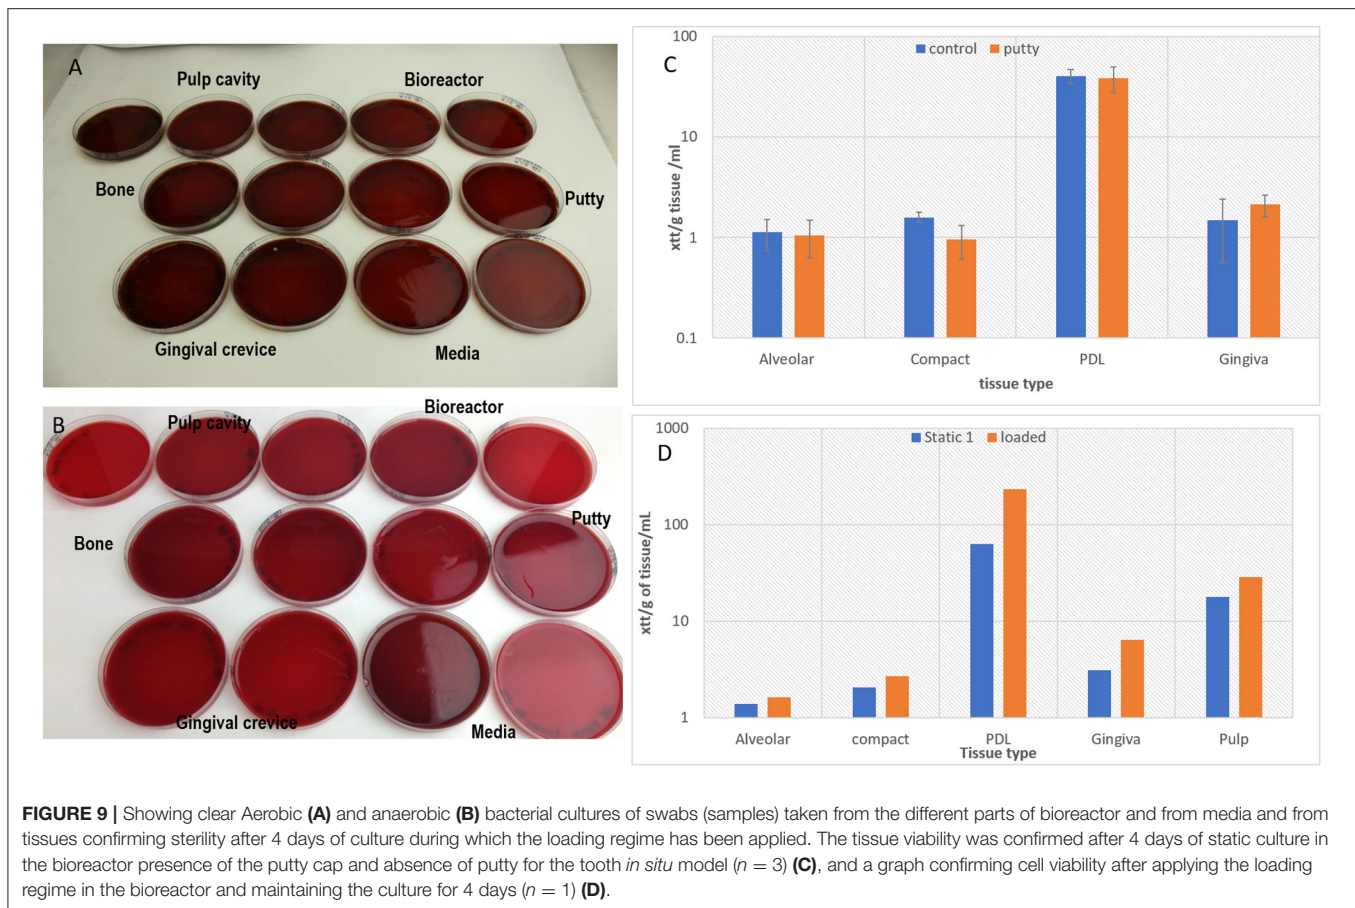 A
Pulp cavity
Bioreactor
Bone
Putty
Gingival crevice
Media
B
Pulp cavity
Bioreactor
Bone
Putty
Gingival crevice
Media
C
control putty
xtt/g tissue /ml
100
10
1
0.1
Alveolar Compact PDL Gingiva
tissue type
D
Static 1 loaded
xtt/g of tissue/mL
1000
100
10
1
Alveolar compact PDL Gingiva Pulp
Tissue type
FIGURE 9 | Showing clear Aerobic (A) and anaerobic (B) bacterial cultures of swabs (samples) taken from the different parts of bioreactor and from media and from
tissues confirming sterility after 4 days of culture during which the loading regime has been applied. The tissue viability was confirmed after 4 days of static culture in
the bioreactor presence of the putty cap and absence of putty for the tooth in situ model (n = 3) (C), and a graph confirming cell viability after applying the loading
regime in the bioreactor and maintaining the culture for 4 days (n = 1) (D).